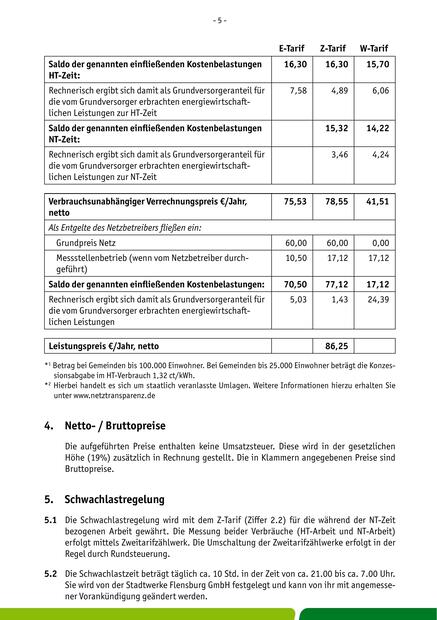 - 5 -
E-Tarif Z-Tarif W-Tarif
Saldo der genannten einfließenden Kostenbelastungen 16,30 16,30 15,70
HT-Zeit:
Rechnerisch ergibt sich damit als Grundversorgeranteil für 7,58 4,89 6,06
die vom Grundversorger erbrachten energiewirtschaft-
lichen Leistungen zur HT-Zeit
Saldo der genannten einfließenden Kostenbelastungen 15,32 14,22
NT-Zeit:
Rechnerisch ergibt sich damit als Grundversorgeranteil für 3,46 4,24
die vom Grundversorger erbrachten energiewirtschaft-
lichen Leistungen zur NT-Zeit
Verbrauchsunabhängiger Verrechnungspreis €/Jahr, 75,53 78,55 41,51
netto
Als Entgelte des Netzbetreibers fließen ein:
Grundpreis Netz 60,00 60,00 0,00
Messstellenbetrieb (wenn vom Netzbetreiber durch- 10,50 17,12 17,12
geführt)
Saldo der genannten einfließenden Kostenbelastungen: 70,50 77,12 17,12
Rechnerisch ergibt sich damit als Grundversorgeranteil für 5,03 1,43 24,39
die vom Grundversorger erbrachten energiewirtschaft-
lichen Leistungen
Leistungspreis €/Jahr, netto 86,25
*¹ Betrag bei Gemeinden bis 100.000 Einwohner. Bei Gemeinden bis 25.000 Einwohner beträgt die Konzes-
sionsabgabe im HT-Verbrauch 1,32 ct/kWh.
*² Hierbei handelt es sich um staatlich veranlasste Umlagen. Weitere Informationen hierzu erhalten Sie
unter www.netztransparenz.de
4. Netto- / Bruttopreise
Die aufgeführten Preise enthalten keine Umsatzsteuer. Diese wird in der gesetzlichen
Höhe (19%) zusätzlich in Rechnung gestellt. Die in Klammern angegebenen Preise sind
Bruttopreise.
5. Schwachlastregelung
5.1 Die Schwachlastregelung wird mit dem Z-Tarif (Ziffer 2.2) für die während der NT-Zeit
bezogenen Arbeit gewährt. Die Messung beider Verbräuche (HT-Arbeit und NT-Arbeit)
erfolgt mittels Zweitarifzählwerk. Die Umschaltung der Zweitarifzählwerke erfolgt in der
Regel durch Rundsteuerung.
5.2 Die Schwachlastzeit beträgt täglich ca. 10 Std. in der Zeit von ca. 21.00 bis ca. 7.00 Uhr.
Sie wird von der Stadtwerke Flensburg GmbH festgelegt und kann von ihr mit angemesse-
ner Vorankündigung geändert werden.